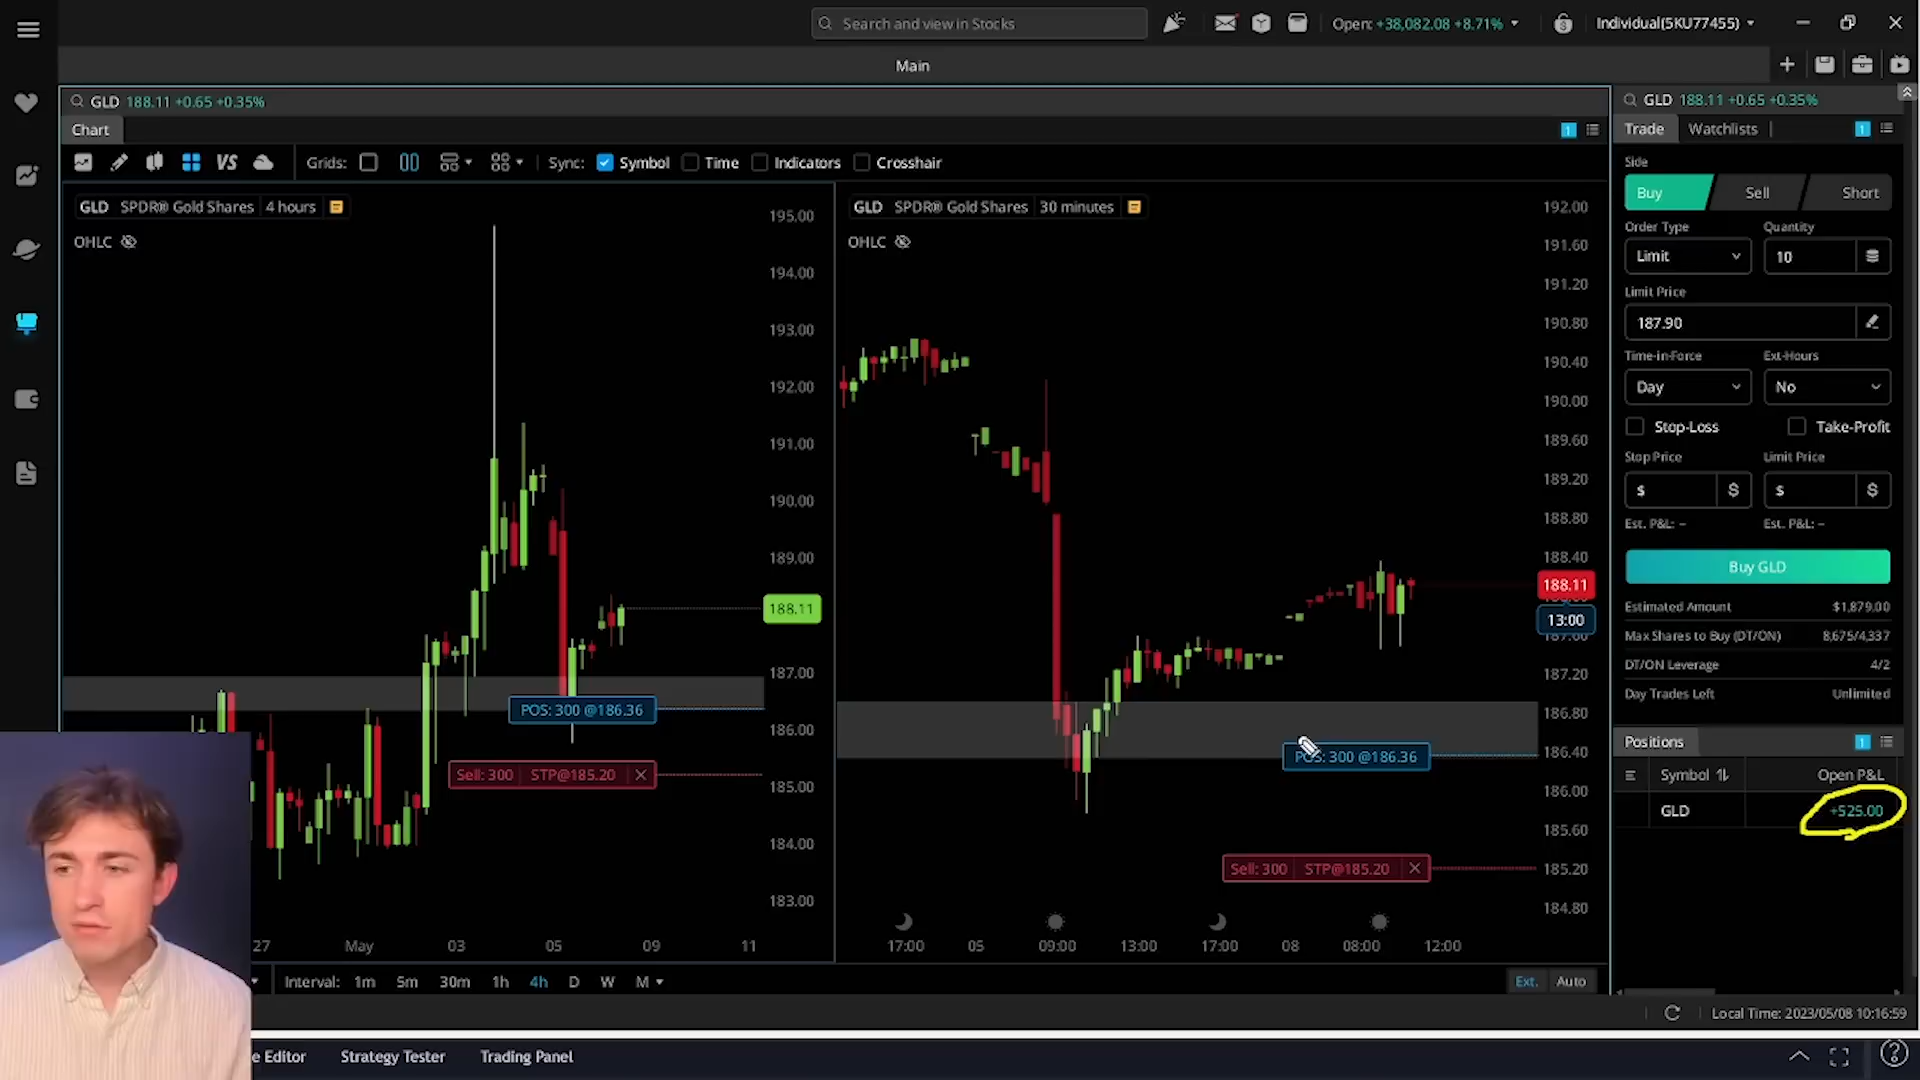 Search and view in Stocks
Open: +38,082.08 +8.71%
Individual(5KU77455)
Main
GLD 188.11 +0.65 +0.35%
Chart
1
Grids:
Sync: Symbol Time Indicators Crosshair
VS
GLD SPDR® Gold Shares 4 hours
OHLC
195.00
194.00
193.00
192.00
191.00
190.00
189.00
188.11
187.00
186.00
185.00
184.00
183.00
POS: 300 @186.36
Sell: 300 STP@185.20
27 May 03 05 09 11
GLD SPDR® Gold Shares 30 minutes
OHLC
192.00
191.60
191.20
190.80
190.40
190.00
189.60
189.20
188.80
188.40
188.11
13:00
187.60
187.20
186.80
186.40
186.00
185.60
185.20
184.80
POS: 300 @186.36
Sell: 300 STP@185.20
17:00 05 09:00 13:00 17:00 08 08:00 12:00
Interval: 1m 5m 30m 1h 4h D W M
Ext. Auto
GLD 188.11 +0.65 +0.35%
Trade Watchlists
1
Side
Buy Sell Short
Order Type Quantity
Limit 10
Limit Price
187.90
Time-in-Force Ext-Hours
Day No
Stop-Loss Take-Profit
Stop Price Limit Price
$ $ $ $
Est. P&L: – Est. P&L: –
Buy GLD
Estimated Amount $1,879.00
Max Shares to Buy (DT/ON) 8,675/4,337
DT/ON Leverage 4/2
Day Trades Left Unlimited
Positions
1
Symbol Open P&L
GLD +525.00
Local Time: 2023/05/08 10:16:59
e Editor Strategy Tester Trading Panel